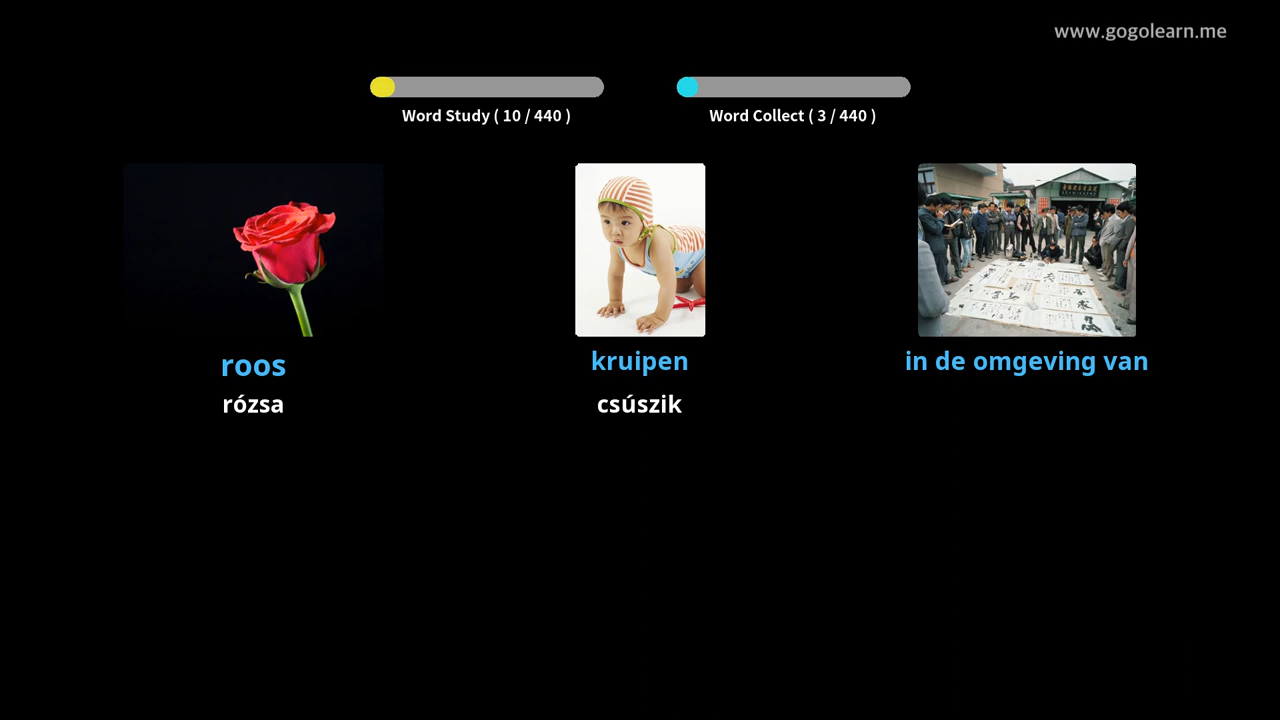 www.gogolearn.me
Word Study ( 10 / 440 )
Word Collect ( 3 / 440 )
roos
kruipen
in de omgeving van
rózsa
csúszik